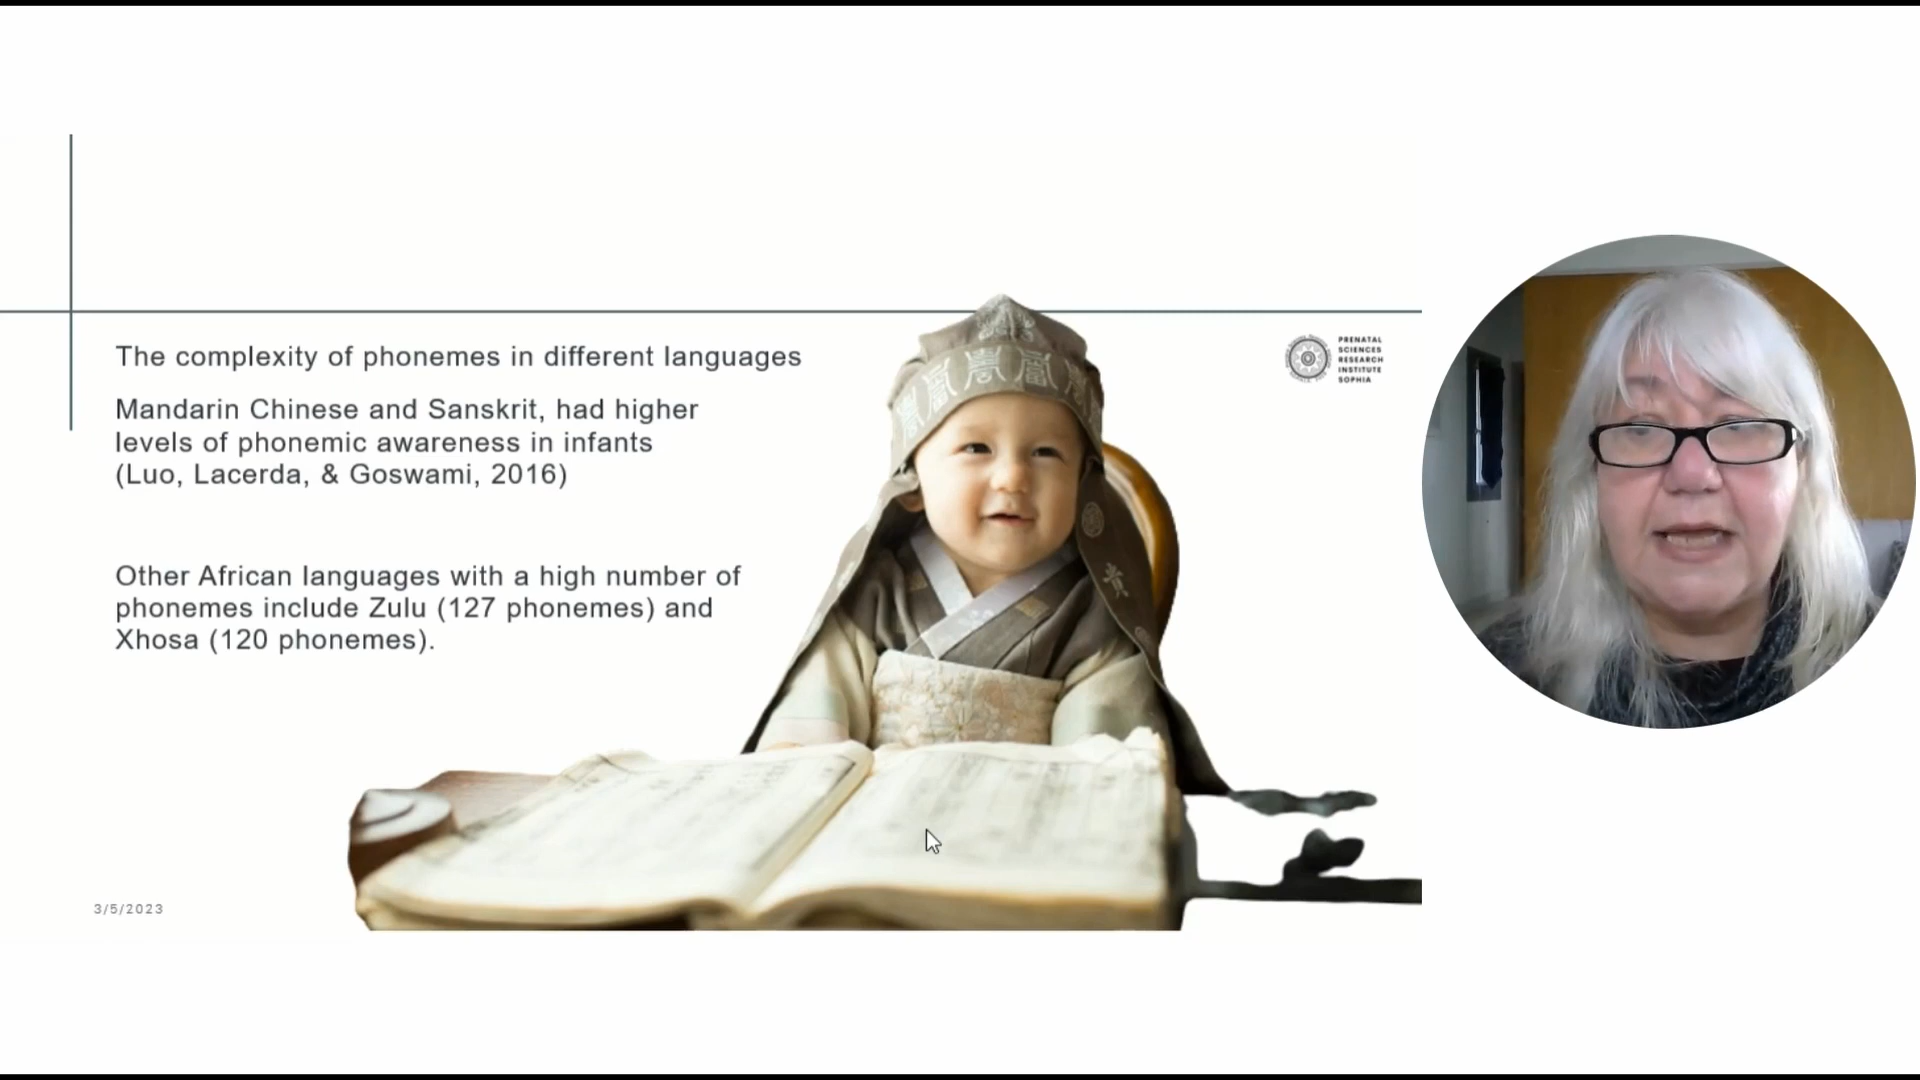 The complexity of phonemes in different languages
Mandarin Chinese and Sanskrit, had higher
levels of phonemic awareness in infants
(Luo, Lacerda, & Goswami, 2016)
Other African languages with a high number of
phonemes include Zulu (127 phonemes) and
Xhosa (120 phonemes).
PRENATAL
SCIENCES
RESEARCH
INSTITUTE
SOPHIA
3/5/2023